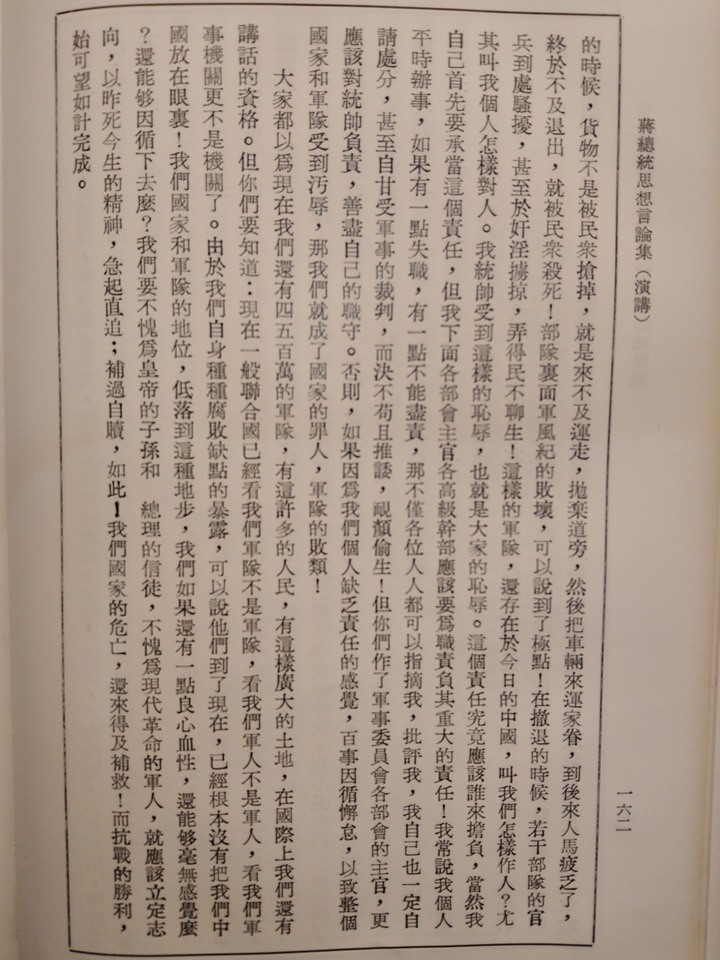 蔣總統思想言論集（演講）
一六二
的時候，貨物不是被民衆搶掉，就是來不及運走，拋棄道旁，然後把車輛來運家眷，到後來人馬疲乏了，
終於不及退出，就被民衆殺死！部隊裏面軍風紀的敗壞，可以說到了極點！在撤退的時候，若干部隊的官
兵到處騷擾，甚至於奸淫擄掠，弄得民不聊生！這樣的軍隊，還存在於今日的中國，叫我們怎樣作人？尤
其叫我個人怎樣對人。我統帥受到這樣的恥辱，也就是大家的恥辱。這個責任究竟應該誰來擔負，當然我
自己首先要承當這個責任，但我下面各部會主官各高級幹部應該要爲職責負其重大的責任！我常說我個人
平時辦事，如果有一點失職，有一點不能盡責，那不僅各位人人都可以指摘我，批評我，我自己也一定自
請處分，甚至自甘受軍事的裁判，而決不苟且推諉，靦顏偷生！但你們作了軍事委員會各部會的主官，更
應該對統帥負責，善盡自己的職守。否則，如果因爲我們個人缺乏責任的感覺，百事因循懈怠，以致整個
國家和軍隊受到汚辱，那我們就成了國家的罪人，軍隊的敗類！
大家都以爲現在我們還有四五百萬的軍隊，有這許多的人民，有這樣廣大的土地，在國際上我們還有
講話的資格。但你們要知道：現在一般聯合國已經看我們軍隊不是軍隊，看我們軍人不是軍人，看我們軍
事機關更不是機關了。由於我們自身種種腐敗缺點的暴露，可以說他們到了現在，已經根本沒有把我們中
國放在眼裏！我們國家和軍隊的地位，低落到這種地步，我們如果還有一點良心血性，還能够毫無感覺麼
？還能够因循下去麼？我們要不愧爲皇帝的子孫和　總理的信徒，不愧爲現代革命的軍人，就應該立定志
向，以昨死今生的精神，急起直追；補過自贖，如此！我們國家的危亡，還來得及補救！而抗戰的勝利，
始可望如計完成。